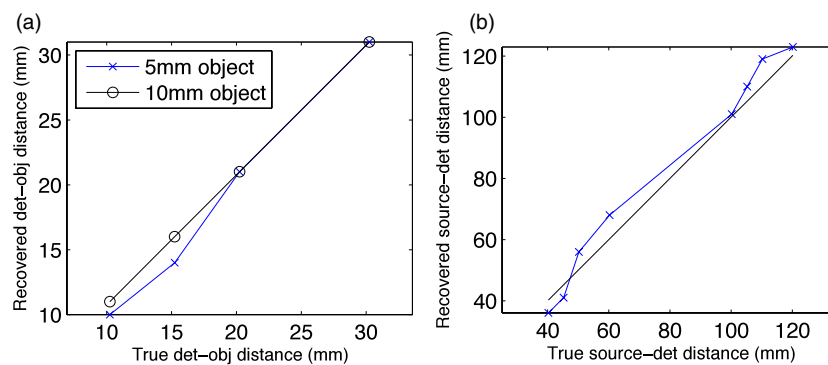 (a)
Recovered det-obj distance (mm)
31
25
20
15
10
5mm object
10mm object
10
15
20
25
30
True det-obj distance (mm)
(b)
Recovered source-det distance (mm)
120
100
80
60
40
40
60
80
100
120
True source-det distance (mm)